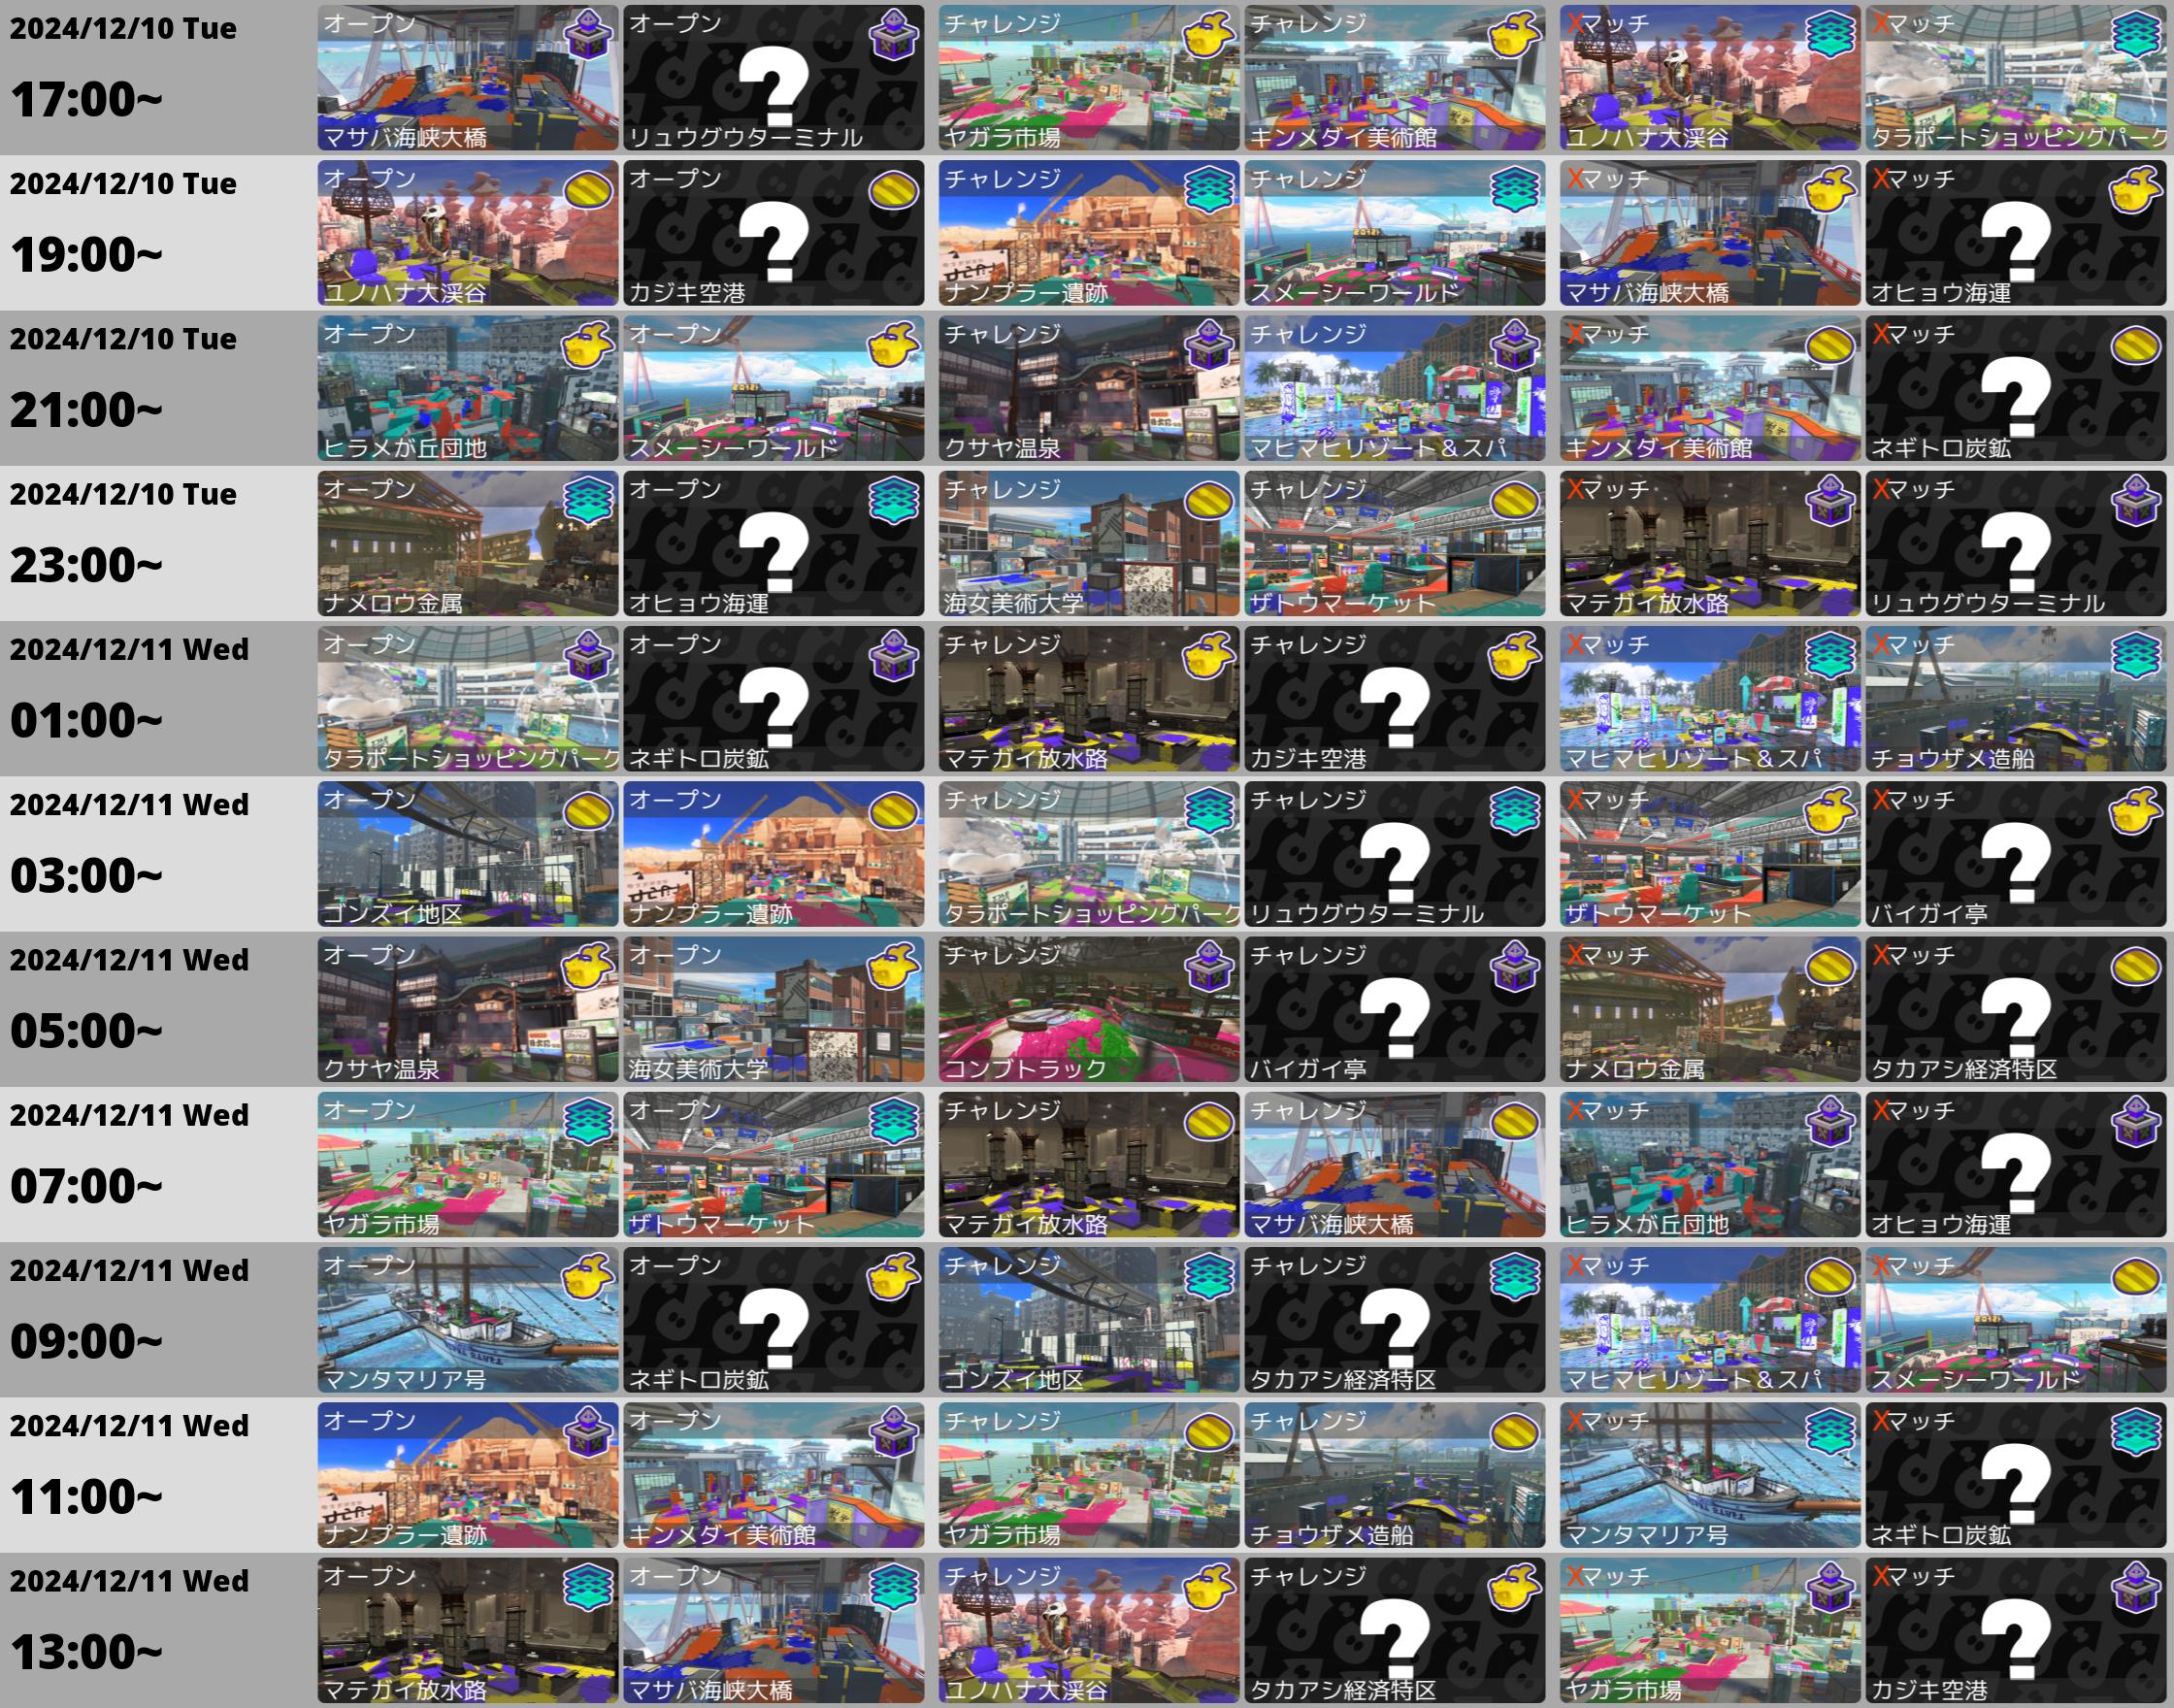 2024/12/10 Tue
17:00~
オープン
マサバ海峡大橋
オープン
リュウグウターミナル
チャレンジ
ヤガラ市場
チャレンジ
キンメダイ美術館
Xマッチ
ユノハナ大渓谷
Xマッチ
タラポートショッピングパーク
2024/12/10 Tue
19:00~
オープン
ユノハナ大渓谷
オープン
カジキ空港
チャレンジ
ナンプラー遺跡
チャレンジ
スメーシーワールド
Xマッチ
マサバ海峡大橋
Xマッチ
オヒョウ海運
2024/12/10 Tue
21:00~
オープン
ヒラメが丘団地
オープン
スメーシーワールド
チャレンジ
クサヤ温泉
チャレンジ
マヒマヒリゾート＆スパ
Xマッチ
キンメダイ美術館
Xマッチ
ネギトロ炭鉱
2024/12/10 Tue
23:00~
オープン
ナメロウ金属
オープン
オヒョウ海運
チャレンジ
海女美術大学
チャレンジ
ザトウマーケット
Xマッチ
マテガイ放水路
Xマッチ
リュウグウターミナル
2024/12/11 Wed
01:00~
オープン
タラポートショッピングパーク
オープン
ネギトロ炭鉱
チャレンジ
マテガイ放水路
チャレンジ
カジキ空港
Xマッチ
マヒマヒリゾート＆スパ
Xマッチ
チョウザメ造船
2024/12/11 Wed
03:00~
オープン
ゴンズイ地区
オープン
ナンプラー遺跡
チャレンジ
タラポートショッピングパーク
チャレンジ
リュウグウターミナル
Xマッチ
ザトウマーケット
Xマッチ
バイガイ亭
2024/12/11 Wed
05:00~
オープン
クサヤ温泉
オープン
海女美術大学
チャレンジ
コンブトラック
チャレンジ
バイガイ亭
Xマッチ
ナメロウ金属
Xマッチ
タカアシ経済特区
2024/12/11 Wed
07:00~
オープン
ヤガラ市場
オープン
ザトウマーケット
チャレンジ
マテガイ放水路
チャレンジ
マサバ海峡大橋
Xマッチ
ヒラメが丘団地
Xマッチ
オヒョウ海運
2024/12/11 Wed
09:00~
オープン
マンタマリア号
オープン
ネギトロ炭鉱
チャレンジ
ゴンズイ地区
チャレンジ
タカアシ経済特区
Xマッチ
マヒマヒリゾート＆スパ
Xマッチ
スメーシーワールド
2024/12/11 Wed
11:00~
オープン
ナンプラー遺跡
オープン
キンメダイ美術館
チャレンジ
ヤガラ市場
チャレンジ
チョウザメ造船
Xマッチ
マンタマリア号
Xマッチ
ネギトロ炭鉱
2024/12/11 Wed
13:00~
オープン
マテガイ放水路
オープン
マサバ海峡大橋
チャレンジ
ユノハナ大渓谷
チャレンジ
タカアシ経済特区
Xマッチ
ヤガラ市場
Xマッチ
カジキ空港